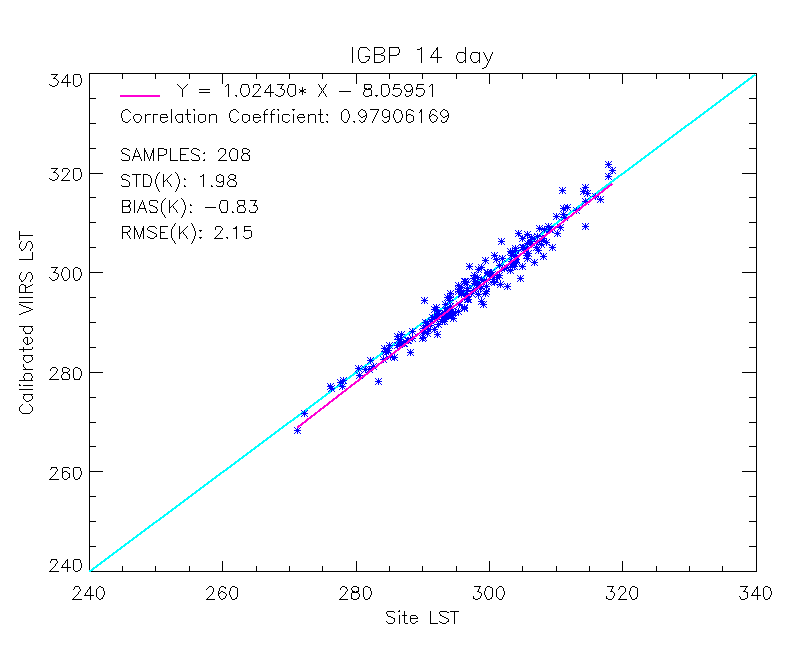 IGBP 14 day
Y = 1.02430* X − 8.05951
Correlation Coefficient: 0.97906169
SAMPLES: 208
STD(K): 1.98
BIAS(K): −0.83
RMSE(K): 2.15
Calibrated VIIRS LST
340
320
300
280
260
240
240 260 280 300 320 340
Site LST